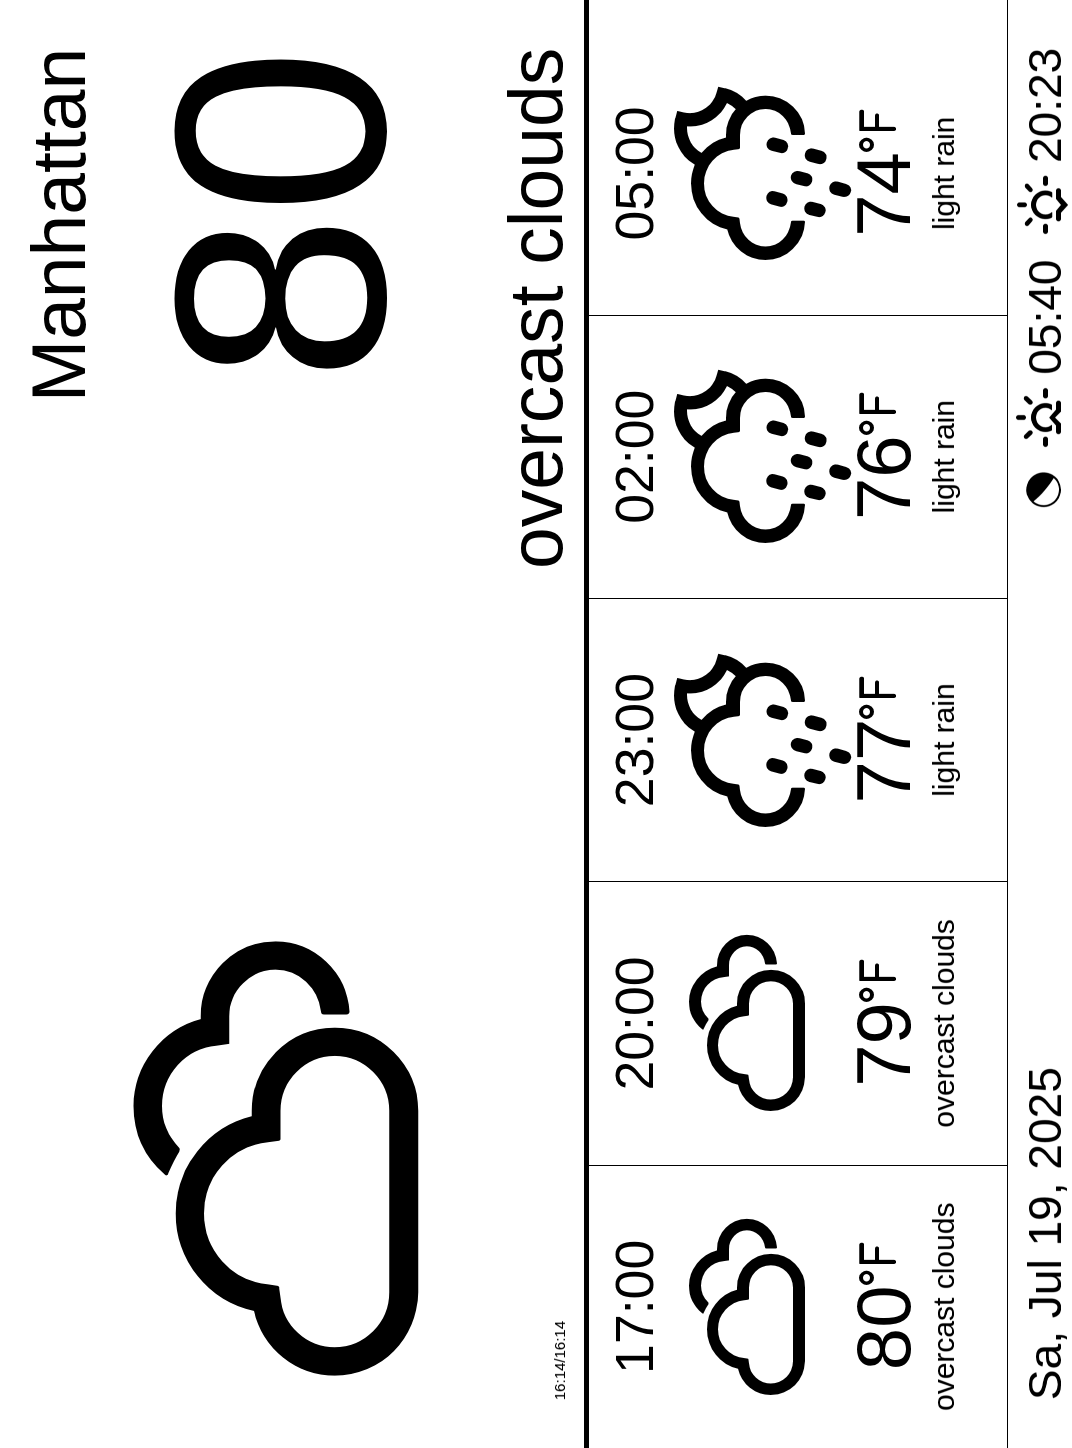 Manhattan
80
overcast clouds
16:14/16:14
17:00 20:00 23:00 02:00 05:00
80°F 79°F 77°F 76°F 74°F
overcast clouds overcast clouds light rain light rain light rain
Sa, Jul 19, 2025 05:40 20:23